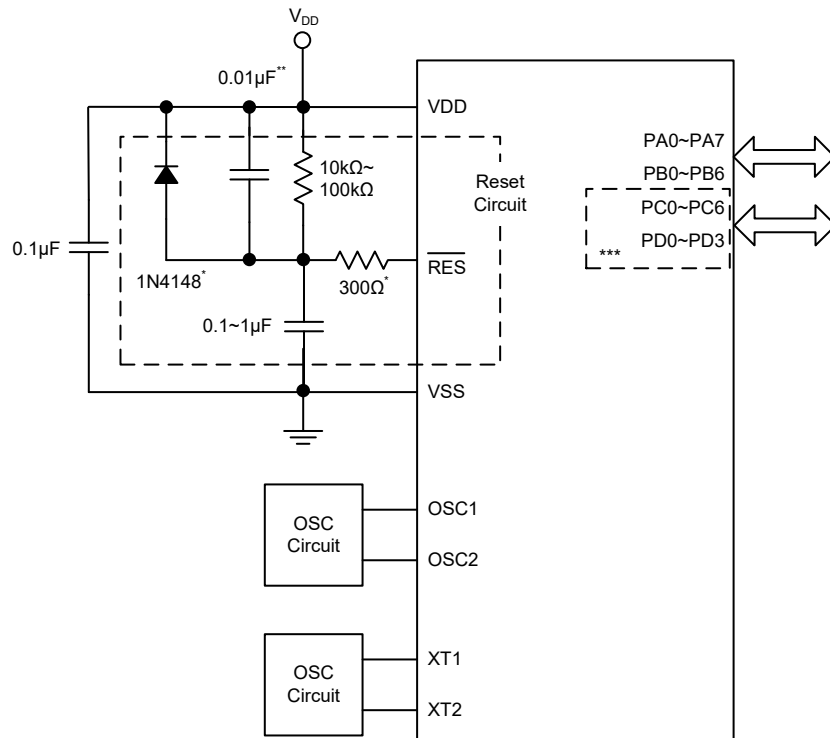 V_DD
0.01µF**
VDD
PA0~PA7
10kΩ~
100kΩ
PB0~PB6
Reset
Circuit
PC0~PC6
0.1µF
PD0~PD3
***
1N4148*
300Ω*
R̅E̅S̅
0.1~1µF
VSS
OSC
Circuit
OSC1
OSC2
OSC
Circuit
XT1
XT2